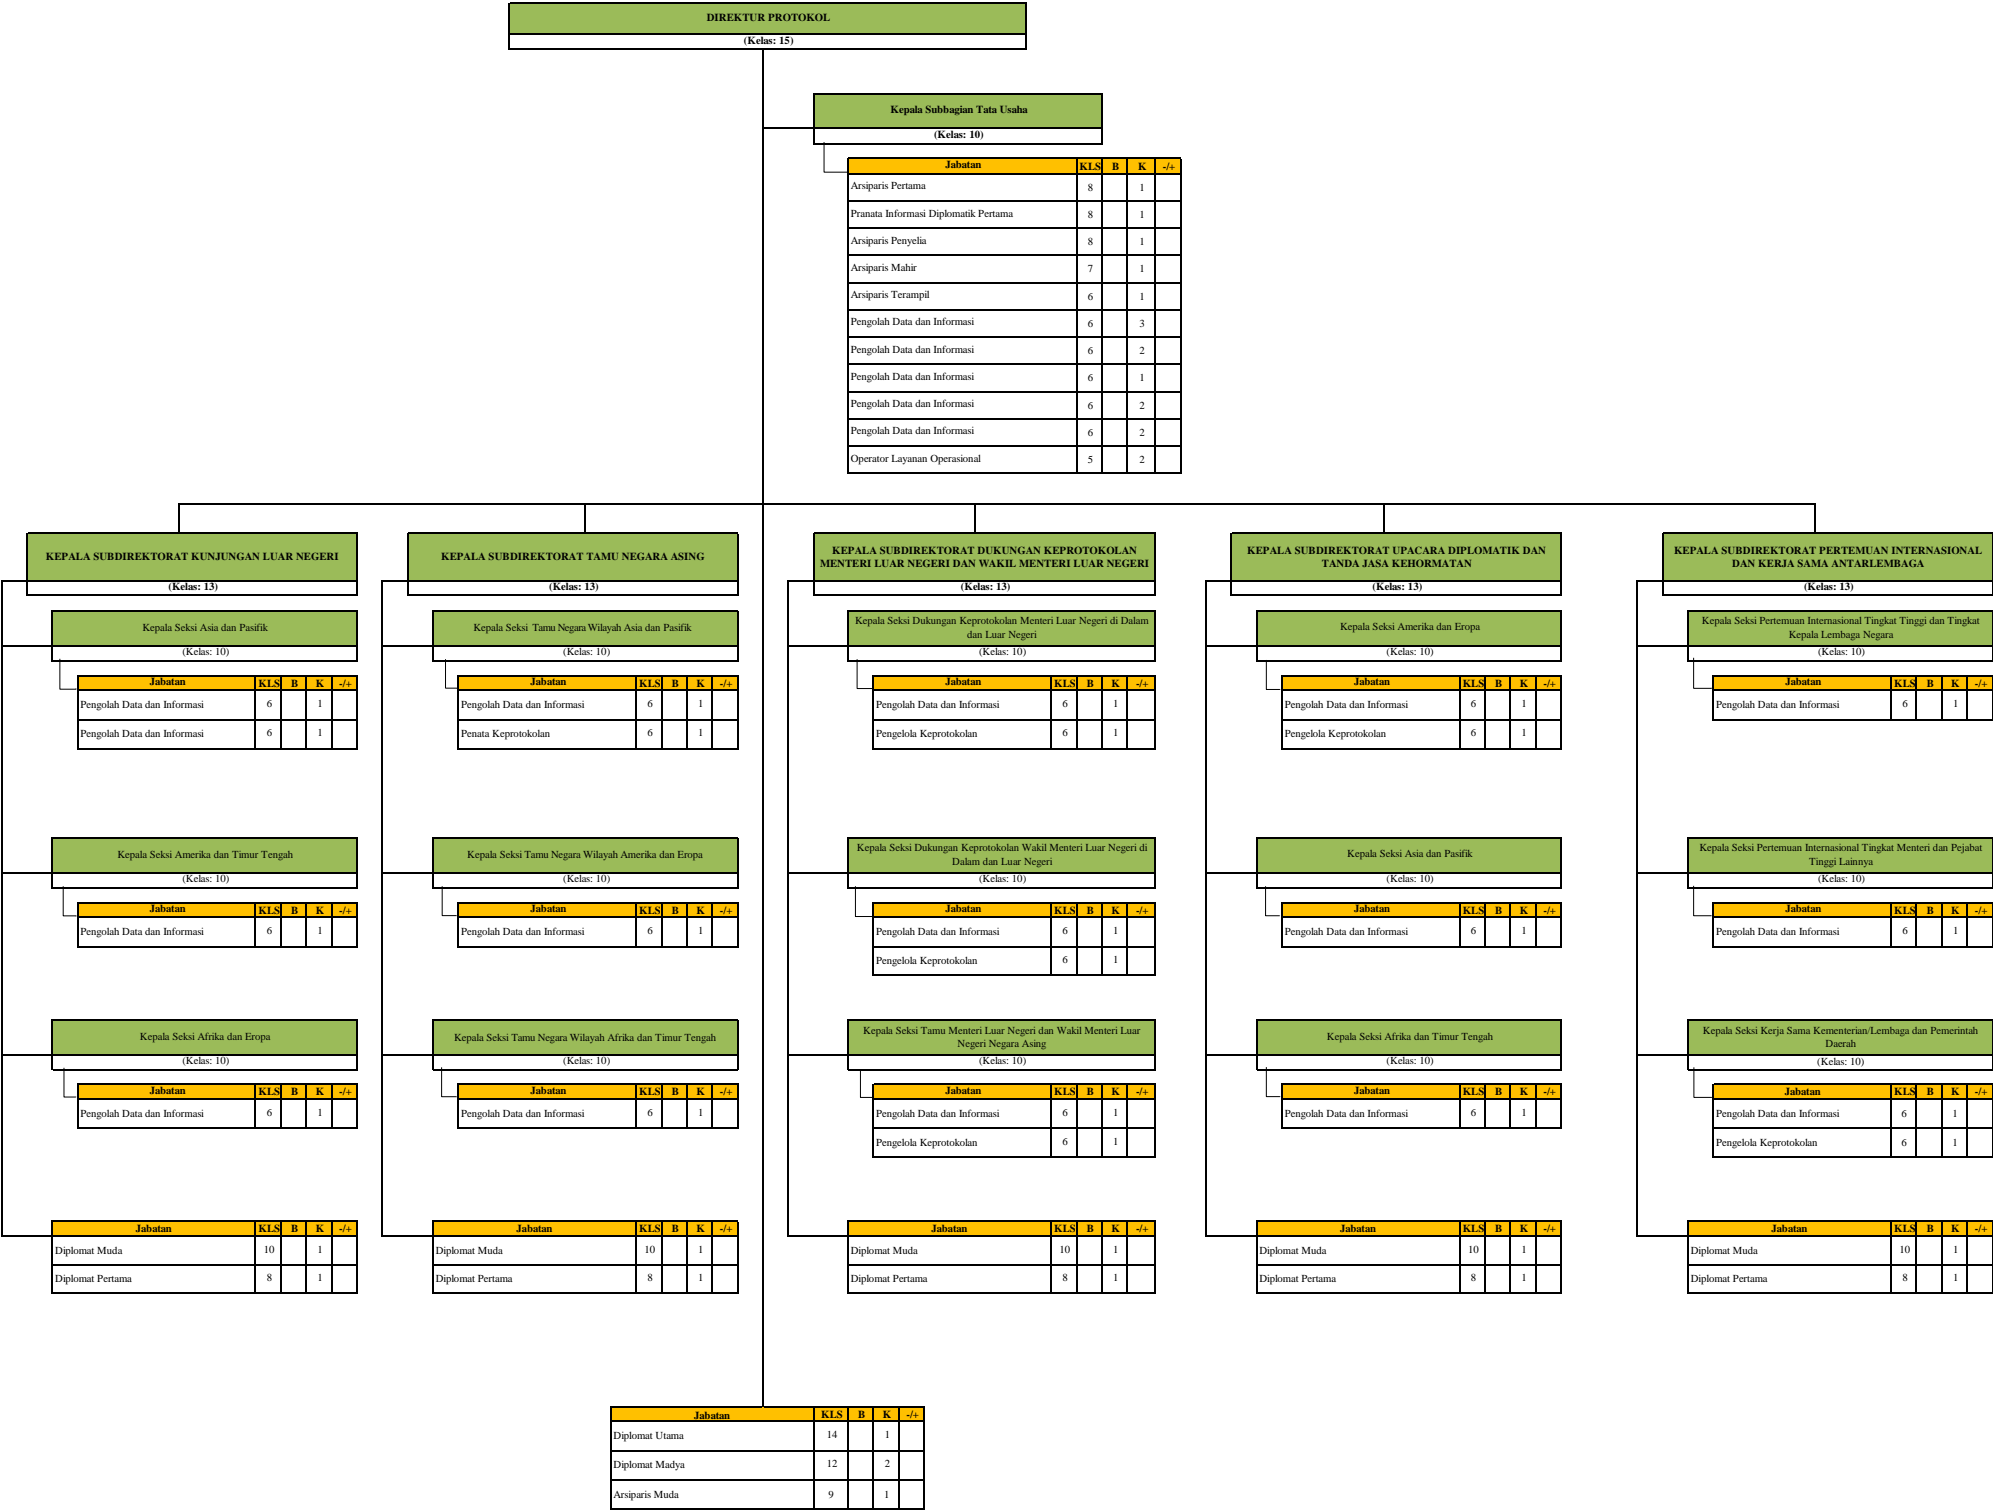 DIREKTUR PROTOKOL
(Kelas: 15)
Kepala Subbagian Tata Usaha
(Kelas: 10)
Jabatan KLS B K -/+
Arsiparis Pertama 8 1
Pranata Informasi Diplomatik Pertama 8 1
Arsiparis Penyelia 8 1
Arsiparis Mahir 7 1
Arsiparis Terampil 6 1
Pengolah Data dan Informasi 6 3
Pengolah Data dan Informasi 6 2
Pengolah Data dan Informasi 6 1
Pengolah Data dan Informasi 6 2
Pengolah Data dan Informasi 6 2
Operator Layanan Operasional 5 2
KEPALA SUBDIREKTORAT KUNJUNGAN LUAR NEGERI
(Kelas: 13)
Kepala Seksi Asia dan Pasifik
(Kelas: 10)
Jabatan KLS B K -/+
Pengolah Data dan Informasi 6 1
Pengolah Data dan Informasi 6 1
Kepala Seksi Amerika dan Timur Tengah
(Kelas: 10)
Jabatan KLS B K -/+
Pengolah Data dan Informasi 6 1
Kepala Seksi Afrika dan Eropa
(Kelas: 10)
Jabatan KLS B K -/+
Pengolah Data dan Informasi 6 1
Jabatan KLS B K -/+
Diplomat Muda 10 1
Diplomat Pertama 8 1
KEPALA SUBDIREKTORAT TAMU NEGARA ASING
(Kelas: 13)
Kepala Seksi Tamu Negara Wilayah Asia dan Pasifik
(Kelas: 10)
Jabatan KLS B K -/+
Pengolah Data dan Informasi 6 1
Penata Keprotokolan 6 1
Kepala Seksi Tamu Negara Wilayah Amerika dan Eropa
(Kelas: 10)
Jabatan KLS B K -/+
Pengolah Data dan Informasi 6 1
Kepala Seksi Tamu Negara Wilayah Afrika dan Timur Tengah
(Kelas: 10)
Jabatan KLS B K -/+
Pengolah Data dan Informasi 6 1
Jabatan KLS B K -/+
Diplomat Muda 10 1
Diplomat Pertama 8 1
KEPALA SUBDIREKTORAT DUKUNGAN KEPROTOKOLAN
MENTERI LUAR NEGERI DAN WAKIL MENTERI LUAR NEGERI
(Kelas: 13)
Kepala Seksi Dukungan Keprotokolan Menteri Luar Negeri di Dalam
dan Luar Negeri
(Kelas: 10)
Jabatan KLS B K -/+
Pengolah Data dan Informasi 6 1
Pengelola Keprotokolan 6 1
Kepala Seksi Dukungan Keprotokolan Wakil Menteri Luar Negeri di
Dalam dan Luar Negeri
(Kelas: 10)
Jabatan KLS B K -/+
Pengolah Data dan Informasi 6 1
Pengelola Keprotokolan 6 1
Kepala Seksi Tamu Menteri Luar Negeri dan Wakil Menteri Luar
Negeri Negara Asing
(Kelas: 10)
Jabatan KLS B K -/+
Pengolah Data dan Informasi 6 1
Pengelola Keprotokolan 6 1
Jabatan KLS B K -/+
Diplomat Muda 10 1
Diplomat Pertama 8 1
KEPALA SUBDIREKTORAT UPACARA DIPLOMATIK DAN
TANDA JASA KEHORMATAN
(Kelas: 13)
Kepala Seksi Amerika dan Eropa
(Kelas: 10)
Jabatan KLS B K -/+
Pengolah Data dan Informasi 6 1
Pengelola Keprotokolan 6 1
Kepala Seksi Asia dan Pasifik
(Kelas: 10)
Jabatan KLS B K -/+
Pengolah Data dan Informasi 6 1
Kepala Seksi Afrika dan Timur Tengah
(Kelas: 10)
Jabatan KLS B K -/+
Pengolah Data dan Informasi 6 1
Jabatan KLS B K -/+
Diplomat Muda 10 1
Diplomat Pertama 8 1
KEPALA SUBDIREKTORAT PERTEMUAN INTERNASIONAL
DAN KERJA SAMA ANTARLEMBAGA
(Kelas: 13)
Kepala Seksi Pertemuan Internasional Tingkat Tinggi dan Tingkat
Kepala Lembaga Negara
(Kelas: 10)
Jabatan KLS B K -/+
Pengolah Data dan Informasi 6 1
Kepala Seksi Pertemuan Internasional Tingkat Menteri dan Pejabat
Tinggi Lainnya
(Kelas: 10)
Jabatan KLS B K -/+
Pengolah Data dan Informasi 6 1
Kepala Seksi Kerja Sama Kementerian/Lembaga dan Pemerintah
Daerah
(Kelas: 10)
Jabatan KLS B K -/+
Pengolah Data dan Informasi 6 1
Pengelola Keprotokolan 6 1
Jabatan KLS B K -/+
Diplomat Muda 10 1
Diplomat Pertama 8 1
Jabatan KLS B K -/+
Diplomat Utama 14 1
Diplomat Madya 12 2
Arsiparis Muda 9 1